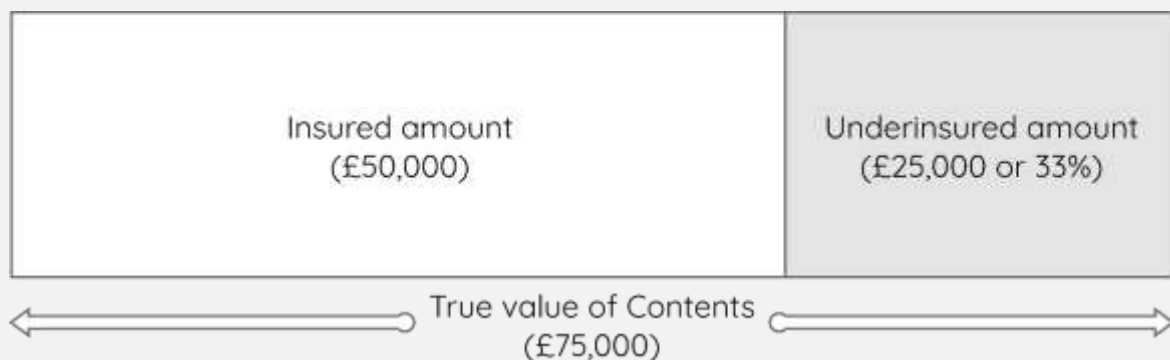 Insured amount
(£50,000)
Underinsured amount
(£25,000 or 33%)
True value of Contents
(£75,000)